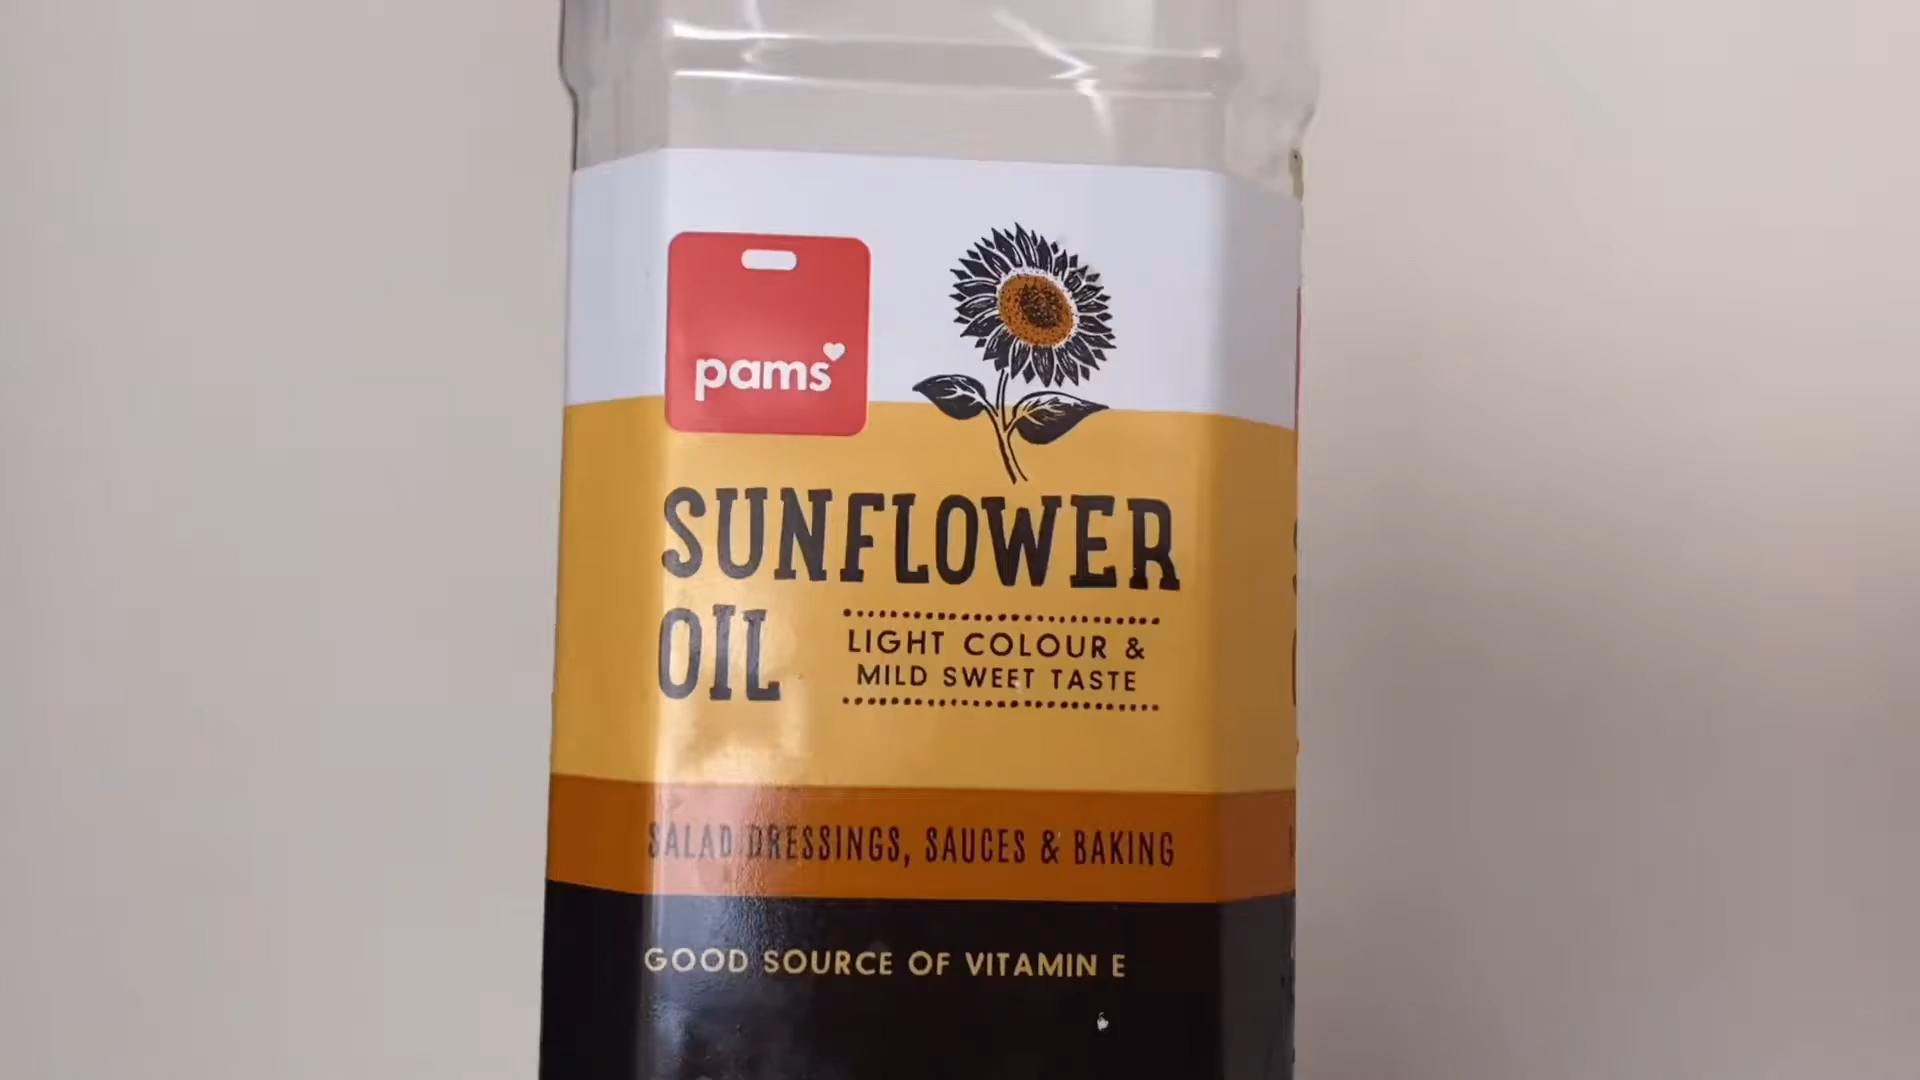 pams
SUNFLOWER
OIL
LIGHT COLOUR &
MILD SWEET TASTE
SALAD DRESSINGS, SAUCES & BAKING
GOOD SOURCE OF VITAMIN E